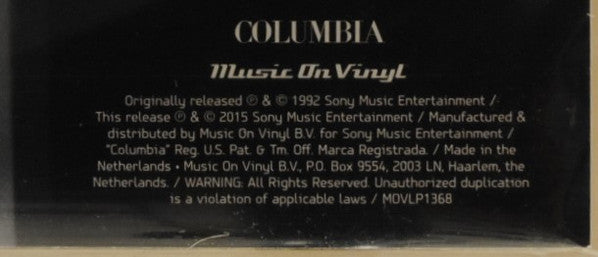 COLUMBIA
Music On Vinyl
Originally released ℗ & © 1992 Sony Music Entertainment /
This release ℗ & © 2015 Sony Music Entertainment / Manufactured &
distributed by Music On Vinyl B.V. for Sony Music Entertainment /
"Columbia" Reg. U.S. Pat. & Tm. Off. Marca Registrada. / Made in the
Netherlands • Music On Vinyl B.V., P.O. Box 9554, 2003 LN, Haarlem, the
Netherlands. / WARNING: All Rights Reserved. Unauthorized duplication
is a violation of applicable laws / MOVLP1368